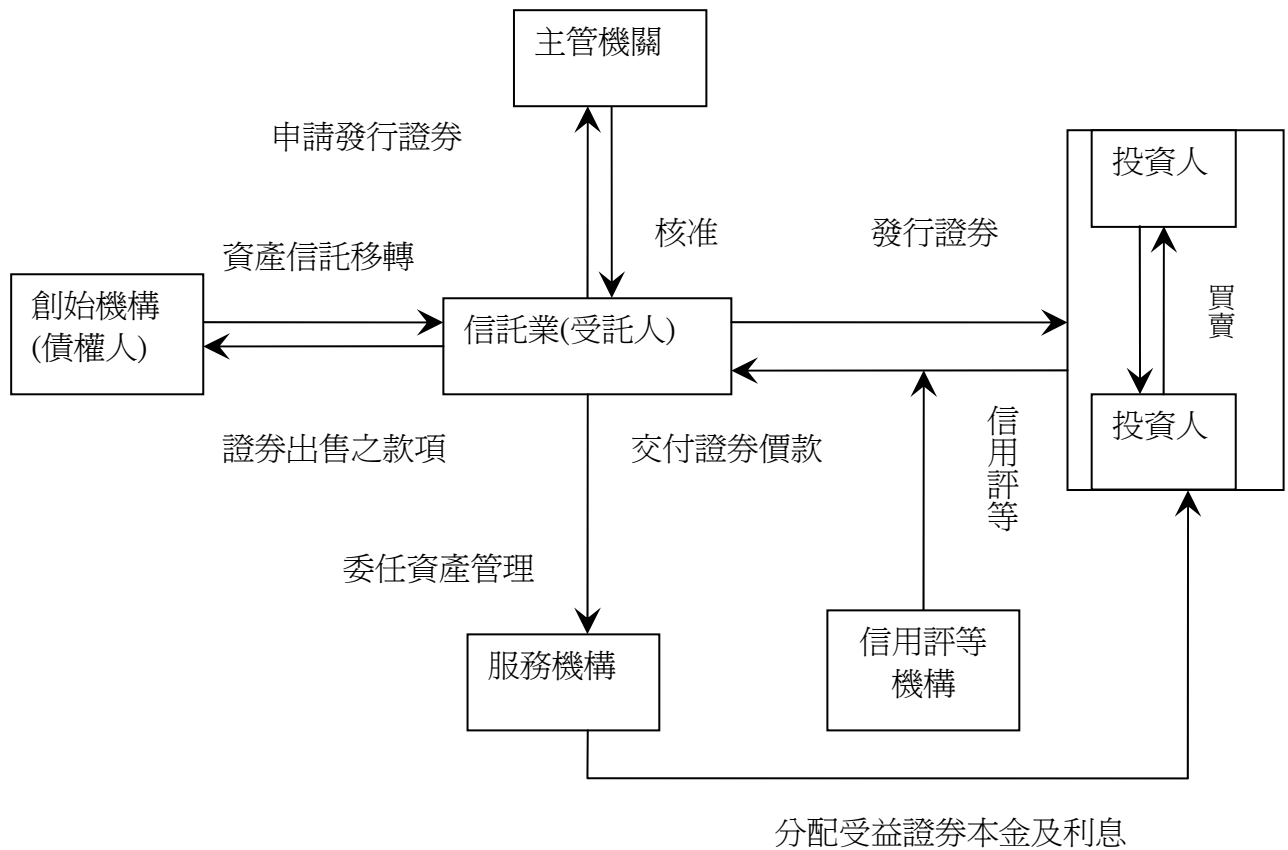 主管機關
申請發行證券
投資人
核准
發行證券
資產信託移轉
創始機構
(債權人)
信託業(受託人)
買賣
證券出售之款項
交付證券價款
信用評等
投資人
委任資產管理
服務機構
信用評等
機構
分配受益證券本金及利息